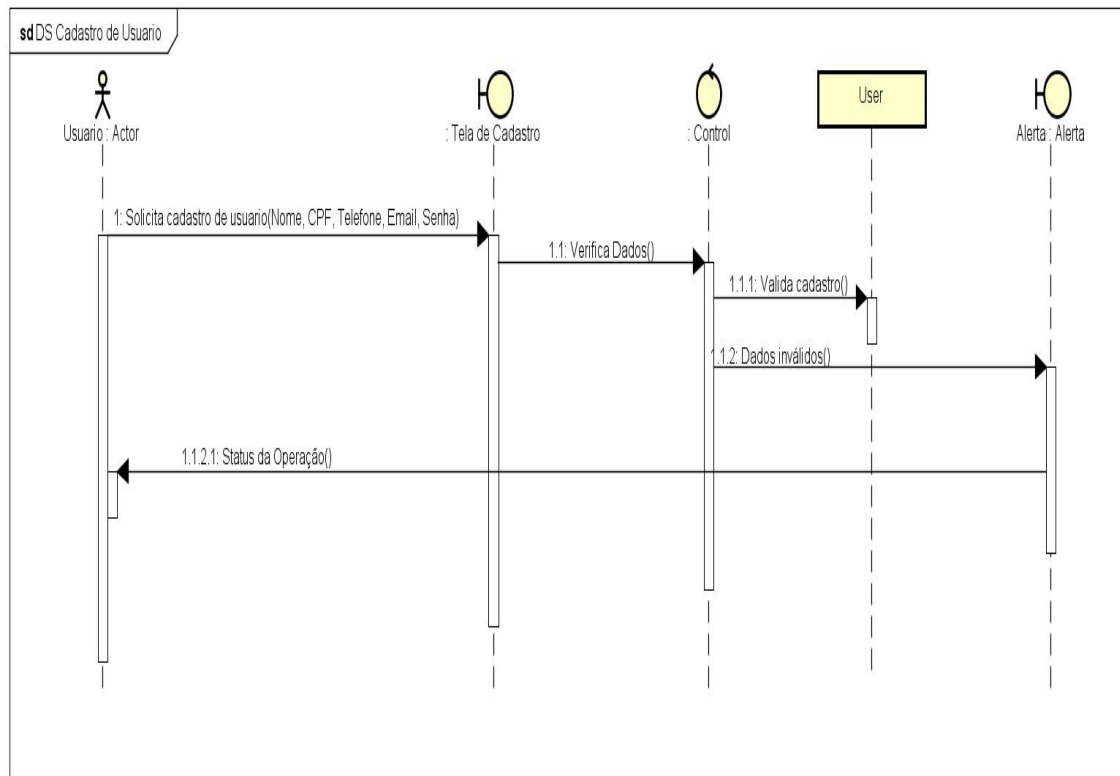 sd DS Cadastro de Usuario
Usuario : Actor
: Tela de Cadastro
: Control
User
Alerta : Alerta
1: Solicita cadastro de usuario(Nome, CPF, Telefone, Email, Senha)
1.1: Verifica Dados()
1.1.1: Valida cadastro()
1.1.2: Dados inválidos()
1.1.2.1: Status da Operação()